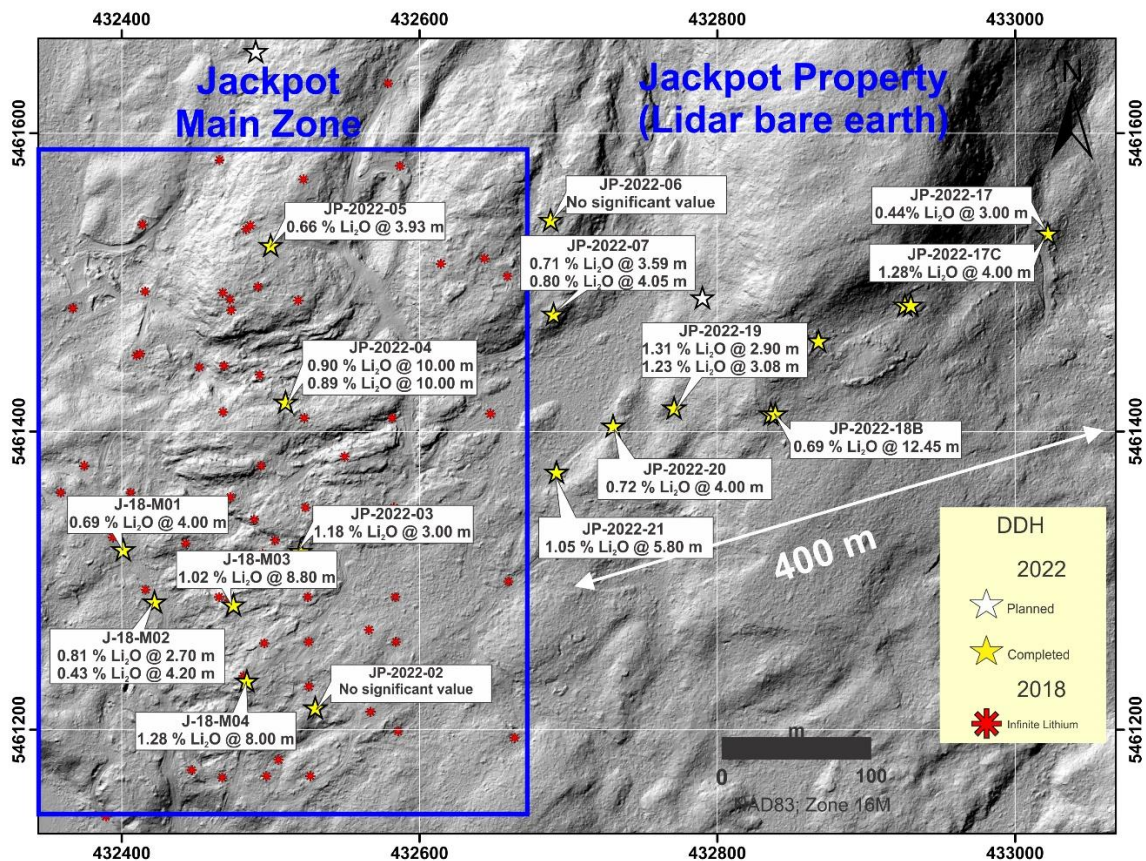 432400
432600
432800
433000
Jackpot
Main Zone
Jackpot Property
(Lidar bare earth)
N
5461600
5461600
JP-2022-06
No significant value
JP-2022-17
0.44% Li₂O @ 3.00 m
JP-2022-05
0.66 % Li₂O @ 3.93 m
JP-2022-07
0.71 % Li₂O @ 3.59 m
0.80 % Li₂O @ 4.05 m
JP-2022-17C
1.28% Li₂O @ 4.00 m
JP-2022-19
1.31 % Li₂O @ 2.90 m
1.23 % Li₂O @ 3.08 m
JP-2022-04
0.90 % Li₂O @ 10.00 m
0.89 % Li₂O @ 10.00 m
5461400
5461400
JP-2022-18B
0.69 % Li₂O @ 12.45 m
JP-2022-20
0.72 % Li₂O @ 4.00 m
J-18-M01
0.69 % Li₂O @ 4.00 m
JP-2022-03
1.18 % Li₂O @ 3.00 m
JP-2022-21
1.05 % Li₂O @ 5.80 m
J-18-M03
1.02 % Li₂O @ 8.80 m
400 m
DDH
2022
Planned
Completed
2018
Infinite Lithium
J-18-M02
0.81 % Li₂O @ 2.70 m
0.43 % Li₂O @ 4.20 m
JP-2022-02
No significant value
J-18-M04
1.28 % Li₂O @ 8.00 m
5461200
5461200
m
0
100
NAD83; Zone 16M
432400
432600
432800
433000